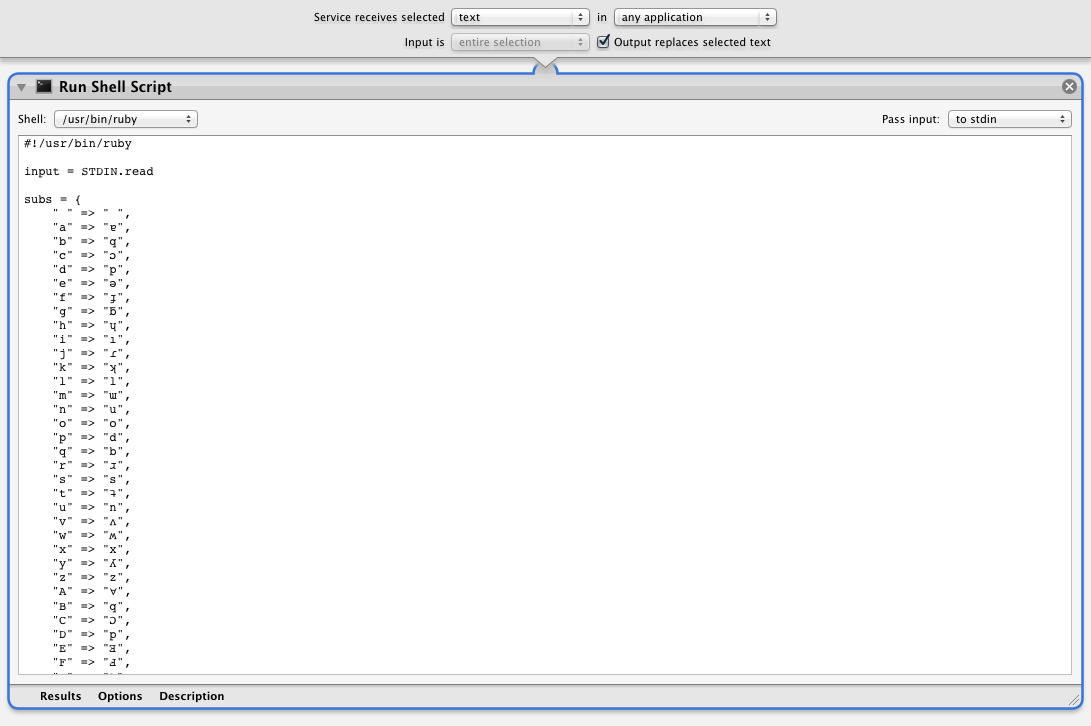 Service receives selected text in any application
Input is entire selection Output replaces selected text
Run Shell Script
Shell: /usr/bin/ruby Pass input: to stdin
#!/usr/bin/ruby
input = STDIN.read
subs = {
" " => " ",
"a" => "ɐ",
"b" => "q",
"c" => "ɔ",
"d" => "p",
"e" => "ə",
"f" => "ɟ",
"g" => "ƃ",
"h" => "ɥ",
"i" => "ı",
"j" => "ɾ",
"k" => "ʞ",
"l" => "l",
"m" => "ɯ",
"n" => "u",
"o" => "o",
"p" => "d",
"q" => "b",
"r" => "ɹ",
"s" => "s",
"t" => "ʇ",
"u" => "n",
"v" => "ʌ",
"w" => "ʍ",
"x" => "x",
"y" => "ʎ",
"z" => "z",
"A" => "∀",
"B" => "q",
"C" => "Ɔ",
"D" => "p",
"E" => "Ǝ",
"F" => "Ⅎ",
Results Options Description